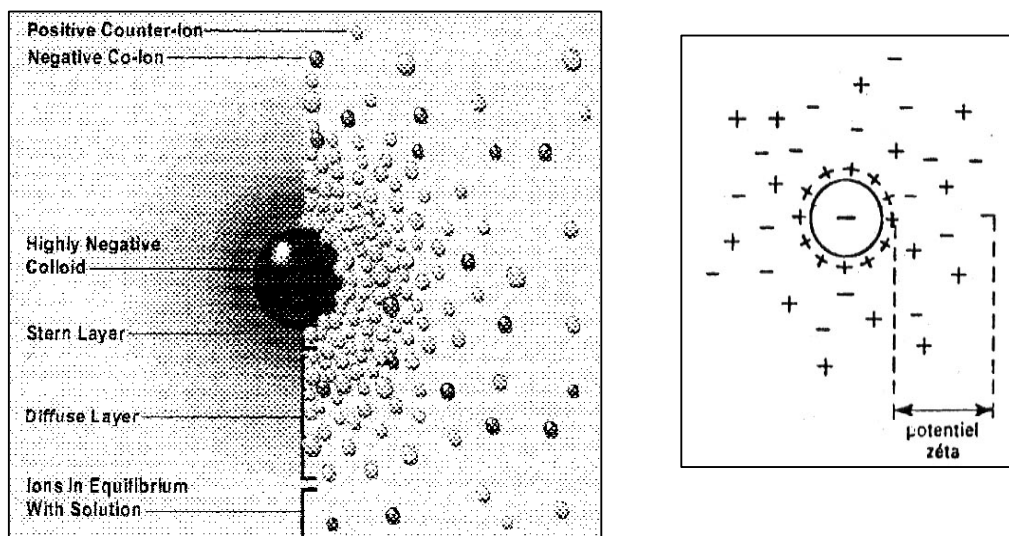 Positive Counter-Ion
Negative Co-Ion
Highly Negative
Colloid
Stern Layer
Diffuse Layer
Ions In Equilibrium
With Solution
potentiel
zéta